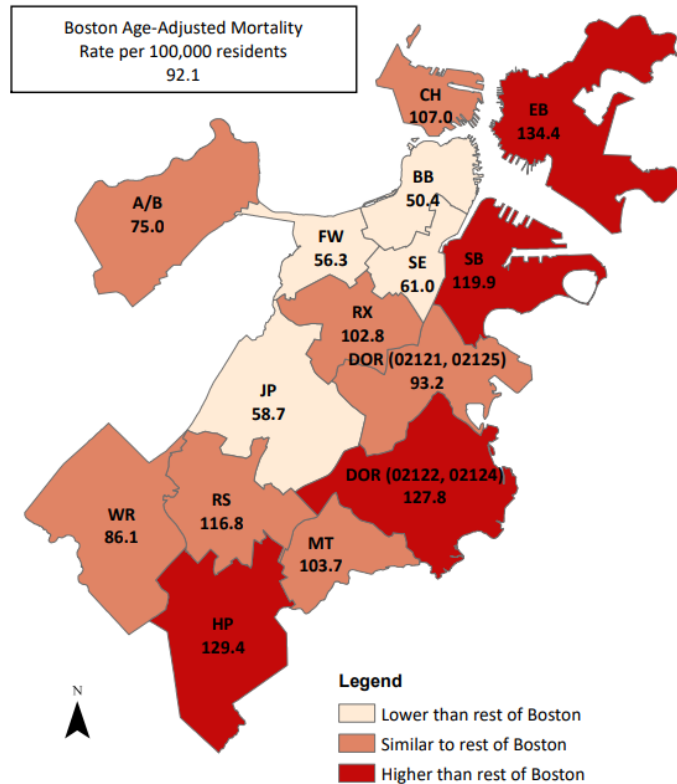 Boston Age-Adjusted Mortality
Rate per 100,000 residents
92.1
CH
107.0
EB
134.4
BB
50.4
A/B
75.0
FW
56.3
SE
61.0
SB
119.9
RX
102.8
DOR (02121, 02125)
93.2
JP
58.7
DOR (02122, 02124)
127.8
WR
86.1
RS
116.8
MT
103.7
HP
129.4
N
Legend
Lower than rest of Boston
Similar to rest of Boston
Higher than rest of Boston